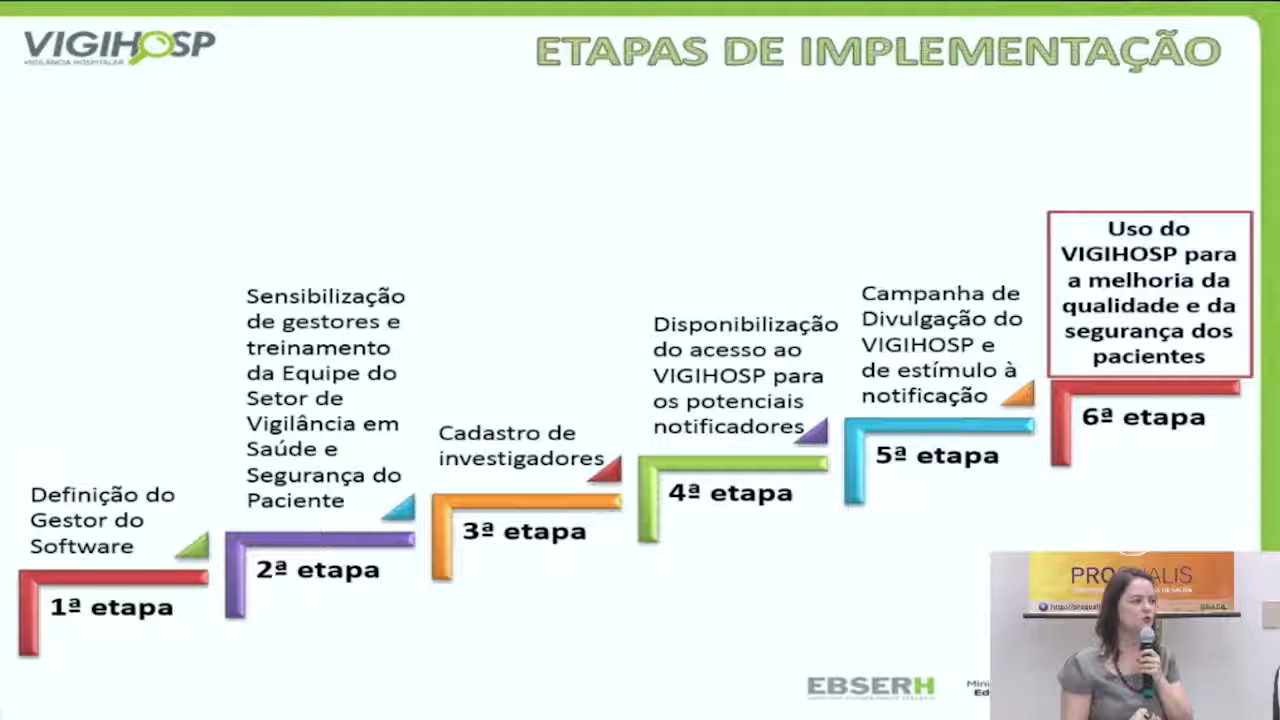 VIGIHOSP
VIGILÂNCIA HOSPITALAR
ETAPAS DE IMPLEMENTAÇÃO
Definição do
Gestor do
Software
1ª etapa
Sensibilização
de gestores e
treinamento
da Equipe do
Setor de
Vigilância em
Saúde e
Segurança do
Paciente
2ª etapa
Cadastro de
investigadores
3ª etapa
Disponibilização
do acesso ao
VIGIHOSP para
os potenciais
notificadores
4ª etapa
Campanha de
Divulgação do
VIGIHOSP e
de estímulo à
notificação
5ª etapa
Uso do
VIGIHOSP para
a melhoria da
qualidade e da
segurança dos
pacientes
6ª etapa
EBSERH